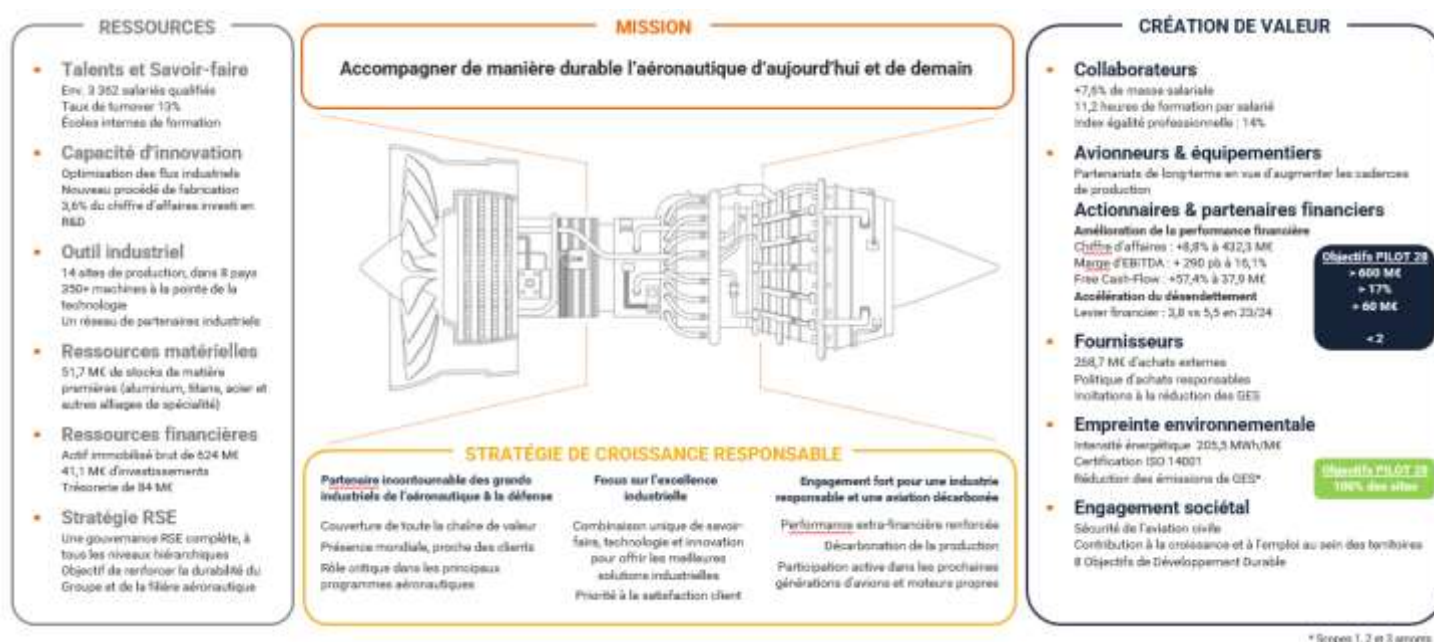 RESSOURCES
Talents et Savoir-faire
Env. 3 362 salariés qualifiés
Taux de turnover 13%
Écoles internes de formation
Capacité d'innovation
Optimisation des flux industriels
Nouveau procédé de fabrication
3,6% du chiffre d'affaires investi en
R&D
Outil industriel
14 sites de production, dans 8 pays
350+ machines à la pointe de la
technologie
Un réseau de partenaires industriels
Ressources matérielles
51,7 M€ de stocks de matière
premières (aluminium, titane, acier et
autres alliages de spécialité)
Ressources financières
Actif immobilisé brut de 624 M€
41,1 M€ d'investissements
Trésorerie de 84 M€
Stratégie RSE
Une gouvernance RSE complète, à
tous les niveaux hiérarchiques
Objectif de renforcer la durabilité du
Groupe et de la filière aéronautique
MISSION
Accompagner de manière durable l'aéronautique d'aujourd'hui et de demain
STRATÉGIE DE CROISSANCE RESPONSABLE
Partenaire incontournable des grands
industriels de l'aéronautique à la défense
Couverture de toute la chaîne de valeur
Présence mondiale, proche des clients
Rôle critique dans les principaux
programmes aéronautiques
Focus sur l'excellence
industrielle
Combinaison unique de savoir-
faire, technologie et innovation
pour offrir les meilleures
solutions industrielles
Priorité à la satisfaction client
Engagement fort pour une industrie
responsable et une aviation décarbonée
Performance extra-financière renforcée
Décarbonation de la production
Participation active dans les prochaines
générations d'avions et moteurs propres
CRÉATION DE VALEUR
Collaborateurs
+7,6% de masse salariale
11,2 heures de formation par salarié
Index égalité professionnelle : 14%
Avionneurs & équipementiers
Partenariats de long-terme en vue d'augmenter les cadences
de production
Actionnaires & partenaires financiers
Amélioration de la performance financière
Chiffre d'affaires : +8,8% à 432,3 M€
Marge d'EBITDA : + 290 pb à 16,1%
Free Cash-Flow : +57,4% à 37,9 M€
Accélération du désendettement
Levier financier : 3,8 vs 5,5 en 23/24
Objectifs PILOT 28
> 600 M€
> 17%
+ 60 M€
< 2
Fournisseurs
268,7 M€ d'achats externes
Politique d'achats responsables
Incitations à la réduction des GES
Empreinte environnementale
Intensité énergétique 205,5 MWh/M€
Certification ISO 14001
Réduction des émissions de GES*
Objectifs PILOT 28
100% des sites
Engagement sociétal
Sécurité de l'aviation civile
Contribution à la croissance et à l'emploi au sein des territoires
8 Objectifs de Développement Durable
* Scopes 1, 2 et 3 amonts